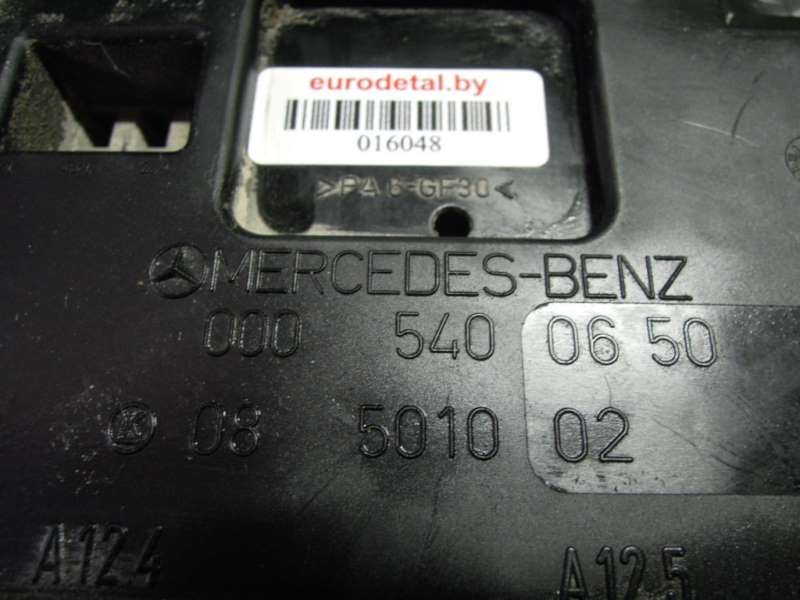 eurodetal.by
016048
>PA 6-GF30<
MERCEDES-BENZ
000 540 06 50
08 5010 02
A12.4 A12.5